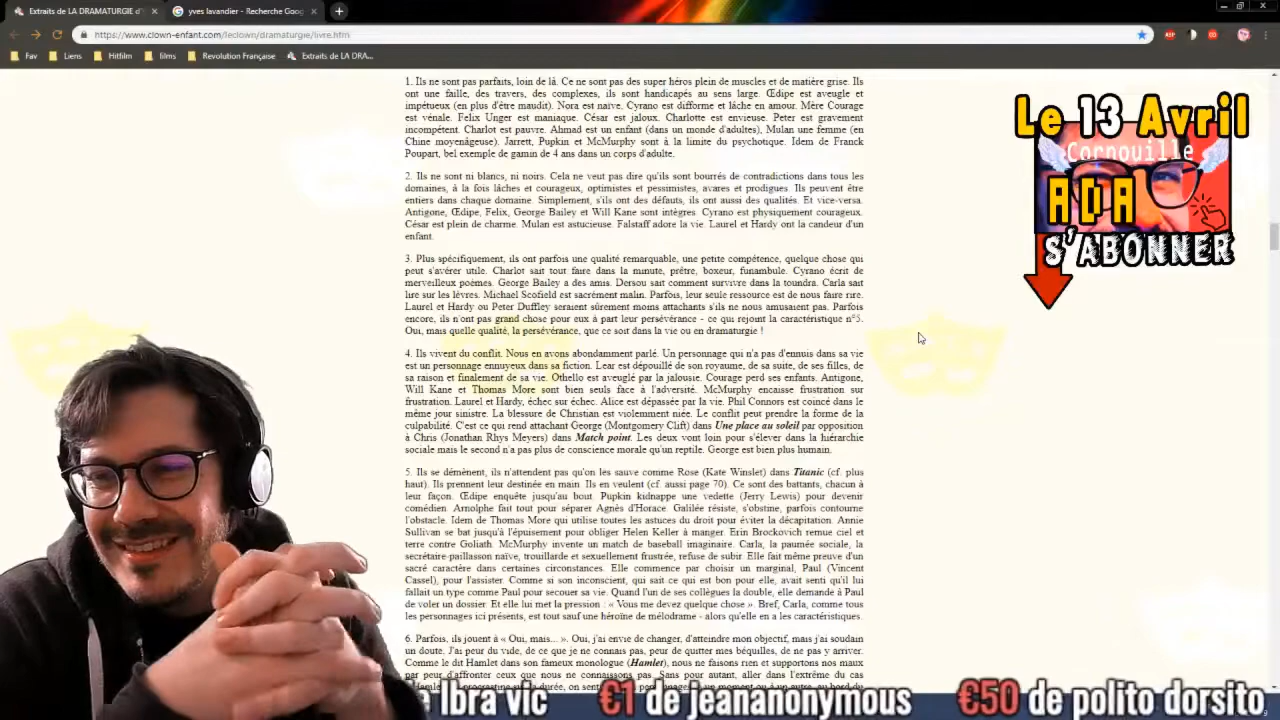 Extraits de LA DRAMATURGIE d'
yves lavandier - Recherche Goog
https://www.clown-enfant.com/leclown/dramaturgie/livre.htm
Fav
Liens
Hitfilm
films
Revolution Française
Extraits de LA DRA...
1. Ils ne sont pas parfaits, loin de là. Ce ne sont pas des super héros plein de muscles et de matière grise. Ils
ont une faille, des travers, des complexes, ils sont handicapés au sens large. Œdipe est aveugle et
impétueux (en plus d'être maudit). Nora est naïve. Cyrano est difforme et lâche en amour. Mère Courage
est vénale. Felix Unger est maniaque. César est jaloux. Charlotte est envieuse. Peter est gravement
incompétent. Charlot est pauvre. Ahmad est un enfant (dans un monde d'adultes), Mulan une femme (en
Chine moyenâgeuse). Jarrett, Pupkin et McMurphy sont à la limite du psychotique. Idem de Franck
Poupart, bel exemple de gamin de 4 ans dans un corps d'adulte.
2. Ils ne sont ni blancs, ni noirs. Cela ne veut pas dire qu'ils sont bourrés de contradictions dans tous les
domaines, à la fois lâches et courageux, optimistes et pessimistes, avares et prodigues. Ils peuvent être
entiers dans chaque domaine. Simplement, s'ils ont des défauts, ils ont aussi des qualités. Et vice-versa.
Antigone, Œdipe, Felix, George Bailey et Will Kane sont intègres. Cyrano est physiquement courageux.
César est plein de charme. Mulan est astucieuse. Falstaff adore la vie. Laurel et Hardy ont la candeur d'un
enfant.
3. Plus spécifiquement, ils ont parfois une qualité remarquable, une petite compétence, quelque chose qui
peut s'avérer utile. Charlot sait tout faire dans la minute, prêtre, boxeur, funambule. Cyrano écrit de
merveilleux poèmes. George Bailey a des amis. Dersou sait comment survivre dans la toundra. Carla sait
lire sur les lèvres. Michael Scofield est sacrément malin. Parfois, leur seule ressource est de nous faire rire.
Laurel et Hardy ou Peter Duffley seraient sûrement moins attachants s'ils ne nous amusaient pas. Parfois
encore, ils n'ont pas grand chose pour eux à part leur persévérance - ce qui rejoint la caractéristique n°5.
Oui, mais quelle qualité, la persévérance, que ce soit dans la vie ou en dramaturgie !
4. Ils vivent du conflit. Nous en avons abondamment parlé. Un personnage qui n'a pas d'ennuis dans sa vie
est un personnage ennuyeux dans sa fiction. Lear est dépouillé de son royaume, de sa suite, de ses filles, de
sa raison et finalement de sa vie. Othello est aveuglé par la jalousie. Courage perd ses enfants. Antigone,
Will Kane et Thomas More sont bien seuls face à l'adversité. McMurphy encaisse frustration sur
frustration. Laurel et Hardy, échec sur échec. Alice est dépassée par la vie. Phil Connors est coincé dans le
même jour sinistre. La blessure de Christian est violemment niée. Le conflit peut prendre la forme de la
culpabilité. C'est ce qui rend attachant George (Montgomery Clift) dans Une place au soleil par opposition
à Chris (Jonathan Rhys Meyers) dans Match point. Les deux vont loin pour s'élever dans la hiérarchie
sociale mais le second n'a pas plus de conscience morale qu'un reptile. George est bien plus humain.
5. Ils se démènent, ils n'attendent pas qu'on les sauve comme Rose (Kate Winslet) dans Titanic (cf. plus
haut). Ils prennent leur destinée en main. Ils en veulent (cf. aussi page 70). Ce sont des battants, chacun à
leur façon. Œdipe enquête jusqu'au bout. Pupkin kidnappe une vedette (Jerry Lewis) pour devenir
comédien. Arnolphe fait tout pour séparer Agnès d'Horace. Galilée résiste, s'obstine, parfois contourne
l'obstacle. Idem de Thomas More qui utilise toutes les astuces du droit pour éviter la décapitation. Annie
Sullivan se bat jusqu'à l'épuisement pour obliger Helen Keller à manger. Erin Brockovich remue ciel et
terre contre Goliath. McMurphy invente un match de baseball imaginaire. Carla, la paumée sociale, la
secrétaire-paillasson naïve, trouillarde et sexuellement frustrée, refuse de subir. Elle fait même preuve d'un
sacré caractère dans certaines circonstances. Elle commence par choisir un marginal, Paul (Vincent
Cassel), pour l'assister. Comme si son inconscient, qui sait ce qui est bon pour elle, avait senti qu'il lui
fallait un type comme Paul pour secouer sa vie. Quand l'un de ses collègues la double, elle demande à Paul
de voler un dossier. Et elle lui met la pression : « Vous me devez quelque chose ». Bref, Carla, comme tous
les personnages ici présents, est tout sauf une héroïne de mélodrame - alors qu'elle en a les caractéristiques.
6. Parfois, ils jouent à « Oui, mais... ». Oui, j'ai envie de changer, d'atteindre mon objectif, mais j'ai soudain
un doute. J'ai peur du vide, de ce que je ne connais pas, peur de quitter mes béquilles, de ne pas y arriver.
Comme le dit Hamlet dans son fameux monologue (Hamlet), nous ne faisons rien et supportons nos maux
par peur d'affronter ceux que nous ne connaissons pas. Sans pour autant, aller dans l'extrême du cas
Le 13 Avril
Cornouille
ADA
S'ABONNER
Ibra vic €1 de jeananonymous €50 de polito dorsito